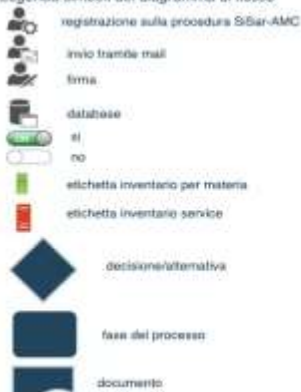 registrazione sulla procedura SiSar-AMC
invio tramite mail
firma
database
si
no
etichetta inventario per materia
etichetta inventario service
decisione/alternativa
fase del processo
documento